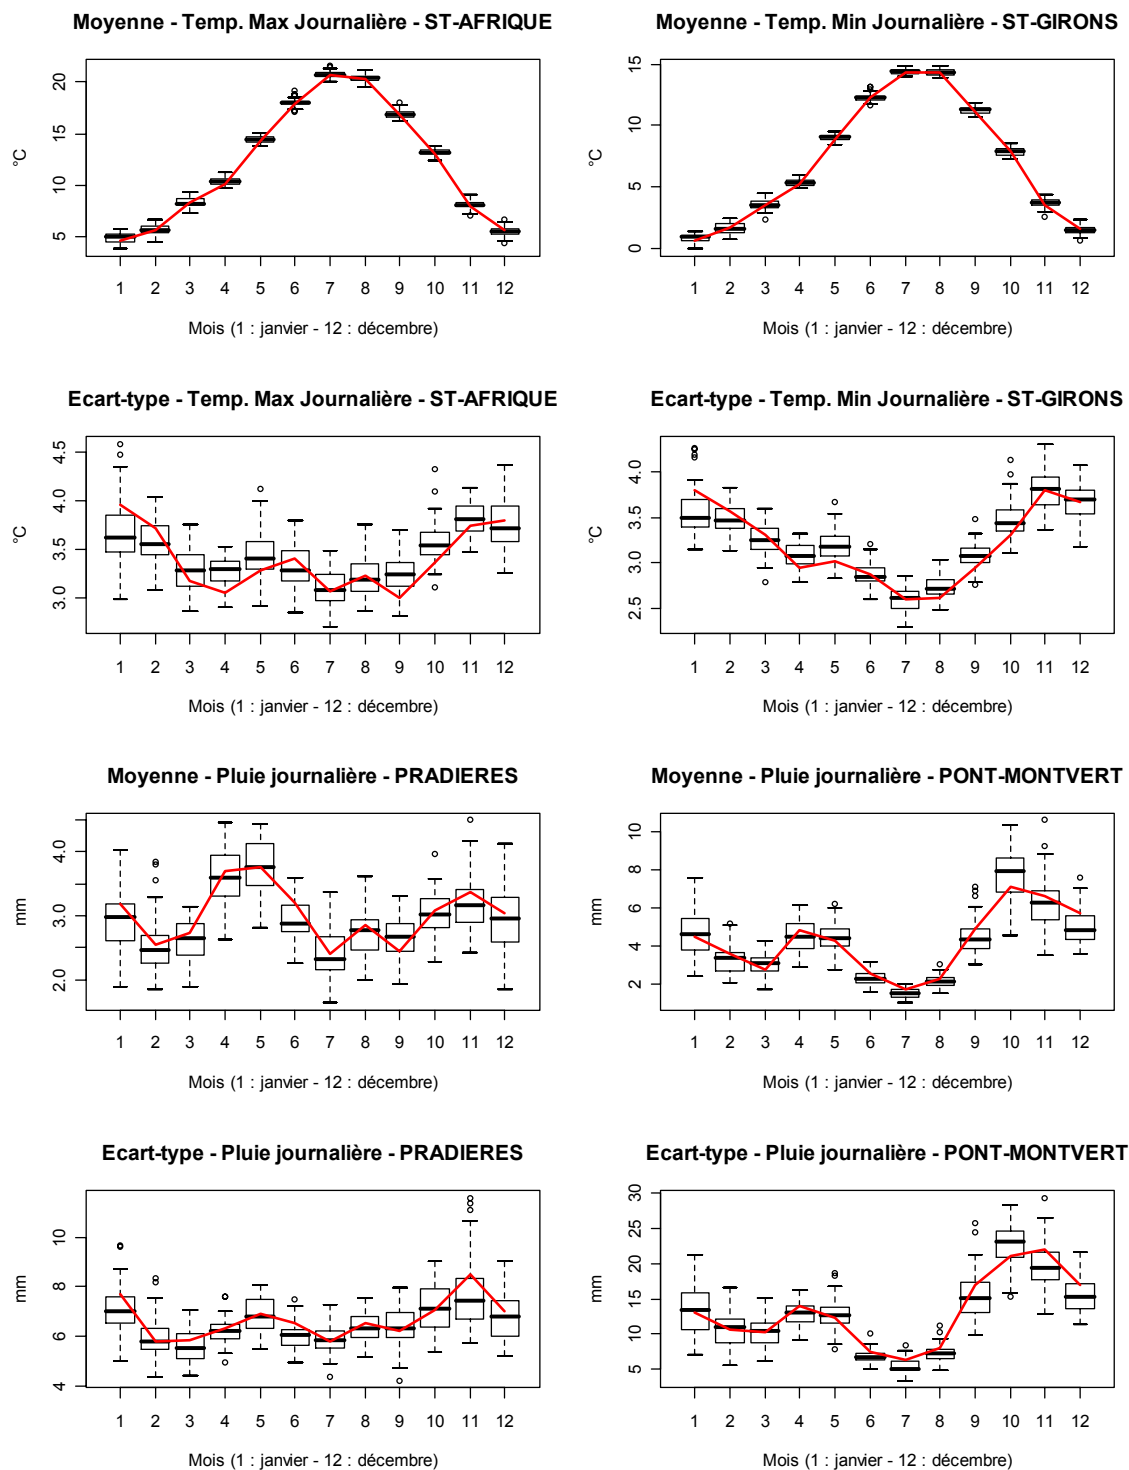 Moyenne - Temp. Max Journalière - ST-AFRIQUE
°C
20
15
10
5
1 2 3 4 5 6 7 8 9 10 11 12
Mois (1 : janvier - 12 : décembre)
Moyenne - Temp. Min Journalière - ST-GIRONS
°C
15
10
5
0
1 2 3 4 5 6 7 8 9 10 11 12
Mois (1 : janvier - 12 : décembre)
Ecart-type - Temp. Max Journalière - ST-AFRIQUE
°C
4.5
4.0
3.5
3.0
1 2 3 4 5 6 7 8 9 10 11 12
Mois (1 : janvier - 12 : décembre)
Ecart-type - Temp. Min Journalière - ST-GIRONS
°C
4.0
3.5
3.0
2.5
1 2 3 4 5 6 7 8 9 10 11 12
Mois (1 : janvier - 12 : décembre)
Moyenne - Pluie journalière - PRADIERES
mm
4.0
3.0
2.0
1 2 3 4 5 6 7 8 9 10 11 12
Mois (1 : janvier - 12 : décembre)
Moyenne - Pluie journalière - PONT-MONTVERT
mm
10
8
6
4
2
1 2 3 4 5 6 7 8 9 10 11 12
Mois (1 : janvier - 12 : décembre)
Ecart-type - Pluie journalière - PRADIERES
mm
10
8
6
4
1 2 3 4 5 6 7 8 9 10 11 12
Mois (1 : janvier - 12 : décembre)
Ecart-type - Pluie journalière - PONT-MONTVERT
mm
30
25
20
15
10
5
1 2 3 4 5 6 7 8 9 10 11 12
Mois (1 : janvier - 12 : décembre)